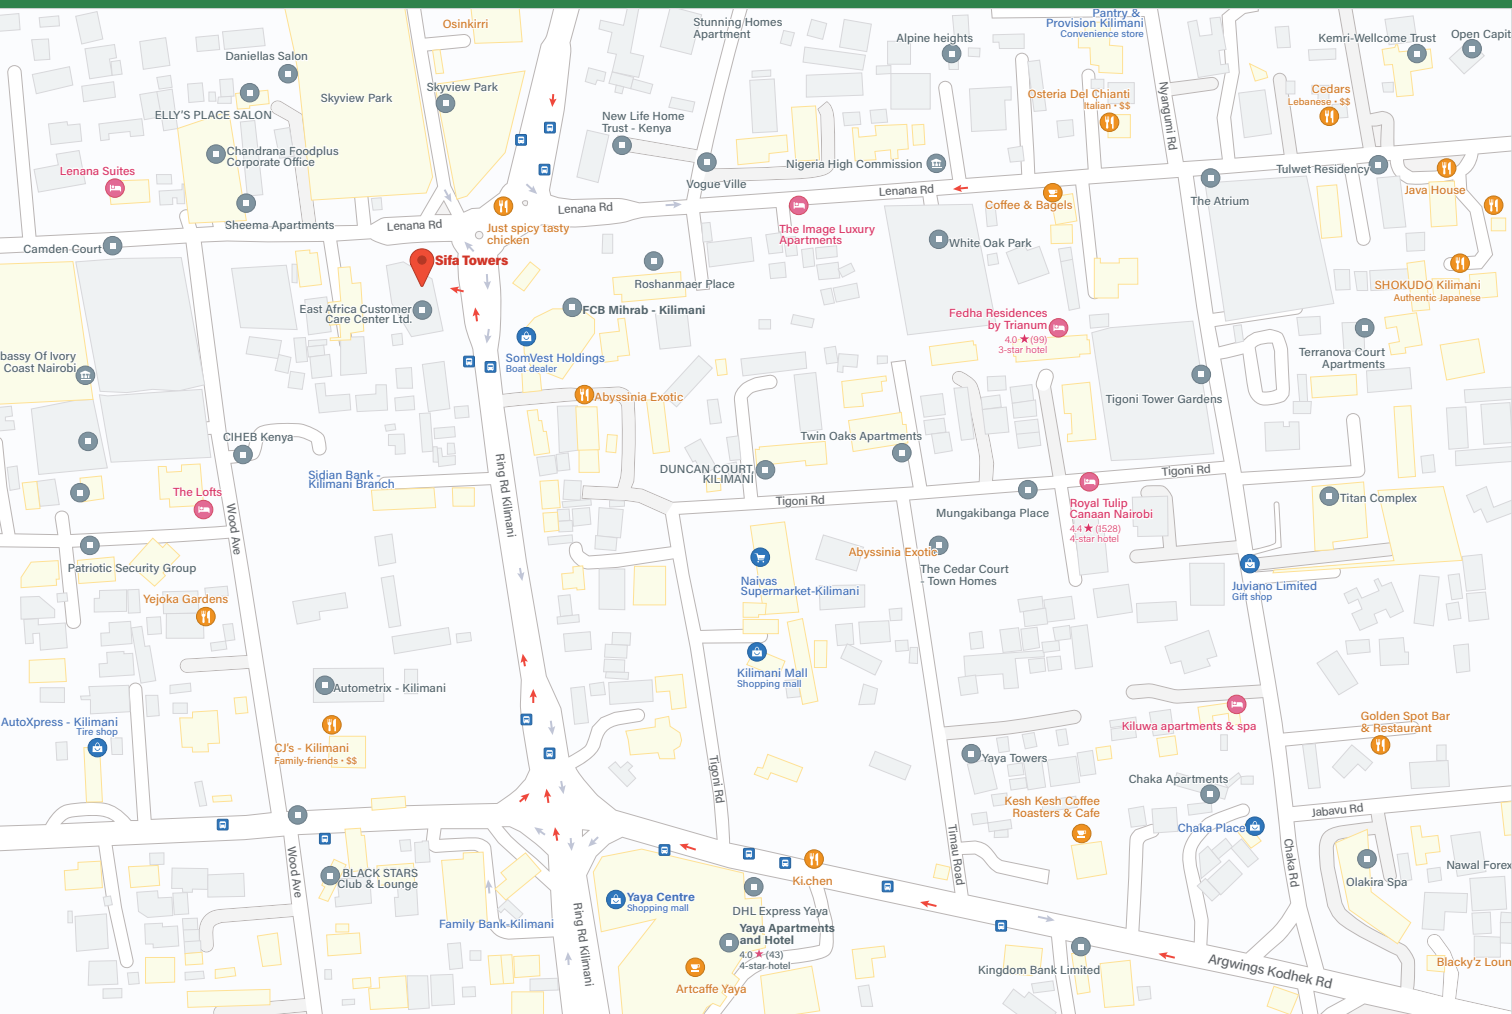 Osinkirri
Stunning Homes
Apartment
Pantry &
Provision Kilimani
Convenience store
Alpine heights
Kemri-Wellcome Trust
Open Capit
Daniellas Salon
Skyview Park
Skyview Park
ELLY'S PLACE SALON
Osteria Del Chianti
Italian · $$
Cedars
Lebanese · $$
Nyangumi Rd
New Life Home
Trust - Kenya
Chandrana Foodplus
Corporate Office
Lenana Suites
Vogue Ville
Nigeria High Commission
Tulwet Residency
Java House
Lenana Rd
Coffee & Bagels
The Atrium
Sheema Apartments
Lenana Rd
Lenana Rd
Just spicy tasty
chicken
The Image Luxury
Apartments
White Oak Park
Camden Court
Sifa Towers
Roshanmaer Place
SHOKUDO Kilimani
Authentic Japanese
East Africa Customer
Care Center Ltd.
FCB Mihrab - Kilimani
Fedha Residences
by Trianum
4.0 ★ (99)
3-star hotel
bassy Of Ivory
Coast Nairobi
SomVest Holdings
Boat dealer
Terranova Court
Apartments
Abyssinia Exotic
Tigoni Tower Gardens
CIHEB Kenya
Twin Oaks Apartments
Sidian Bank -
Kilimani Branch
DUNCAN COURT,
KILIMANI
Tigoni Rd
The Lofts
Ring Rd Kilimani
Tigoni Rd
Mungakibanga Place
Royal Tulip
Canaan Nairobi
4.4 ★ (1528)
4-star hotel
Titan Complex
Wood Ave
Patriotic Security Group
Abyssinia Exotic
The Cedar Court
- Town Homes
Naivas
Supermarket-Kilimani
Juviano Limited
Gift shop
Yejoka Gardens
Kilimani Mall
Shopping mall
Autometrix - Kilimani
AutoXpress - Kilimani
Tire shop
Kiluwa apartments & spa
Golden Spot Bar
& Restaurant
CJ's - Kilimani
Family-friends · $$
Tigoni Rd
Yaya Towers
Chaka Apartments
Kesh Kesh Coffee
Roasters & Cafe
Jabavu Rd
Chaka Place
Timau Road
Chaka Rd
Wood Ave
BLACK STARS
Club & Lounge
Ki.chen
Olakira Spa
Nawal Forex
Yaya Centre
Shopping mall
DHL Express Yaya
Family Bank-Kilimani
Ring Rd Kilimani
Yaya Apartments
and Hotel
4.0 ★ (43)
4-star hotel
Kingdom Bank Limited
Argwings Kodhek Rd
Blacky'z Loun
Artcaffe Yaya